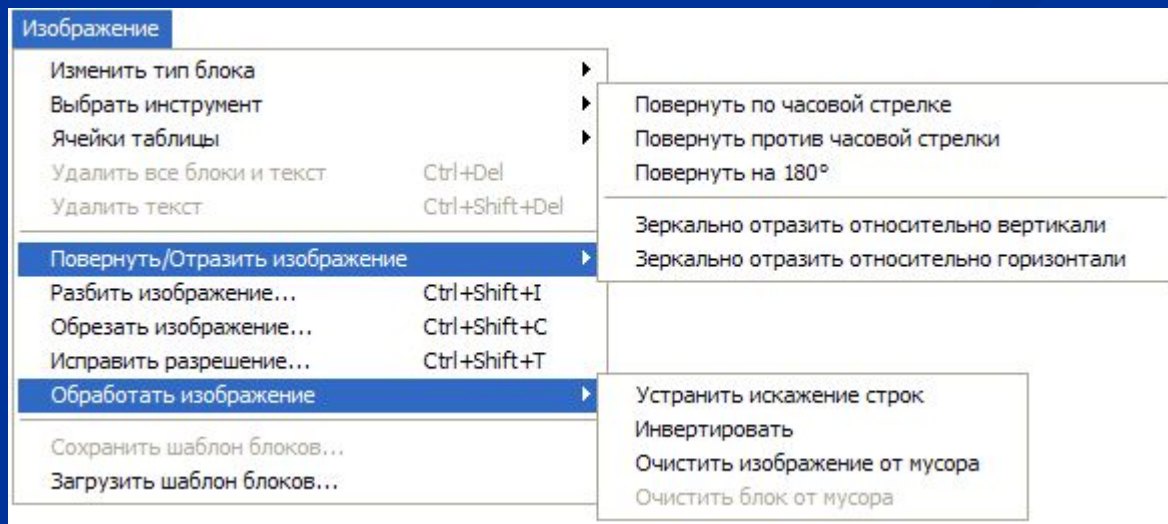 Изображение
Изменить тип блока
Выбрать инструмент
Ячейки таблицы
Удалить все блоки и текст Ctrl+Del
Удалить текст Ctrl+Shift+Del
Повернуть/Отразить изображение
Разбить изображение... Ctrl+Shift+I
Обрезать изображение... Ctrl+Shift+C
Исправить разрешение... Ctrl+Shift+T
Обработать изображение
Сохранить шаблон блоков...
Загрузить шаблон блоков...
Повернуть по часовой стрелке
Повернуть против часовой стрелки
Повернуть на 180°
Зеркально отразить относительно вертикали
Зеркально отразить относительно горизонтали
Устранить искажение строк
Инвертировать
Очистить изображение от мусора
Очистить блок от мусора